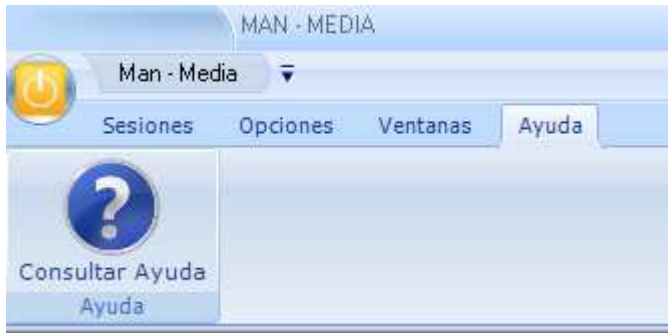 MAN - MEDIA
Man - Media
Sesiones Opciones Ventanas Ayuda
?
Consultar Ayuda
Ayuda